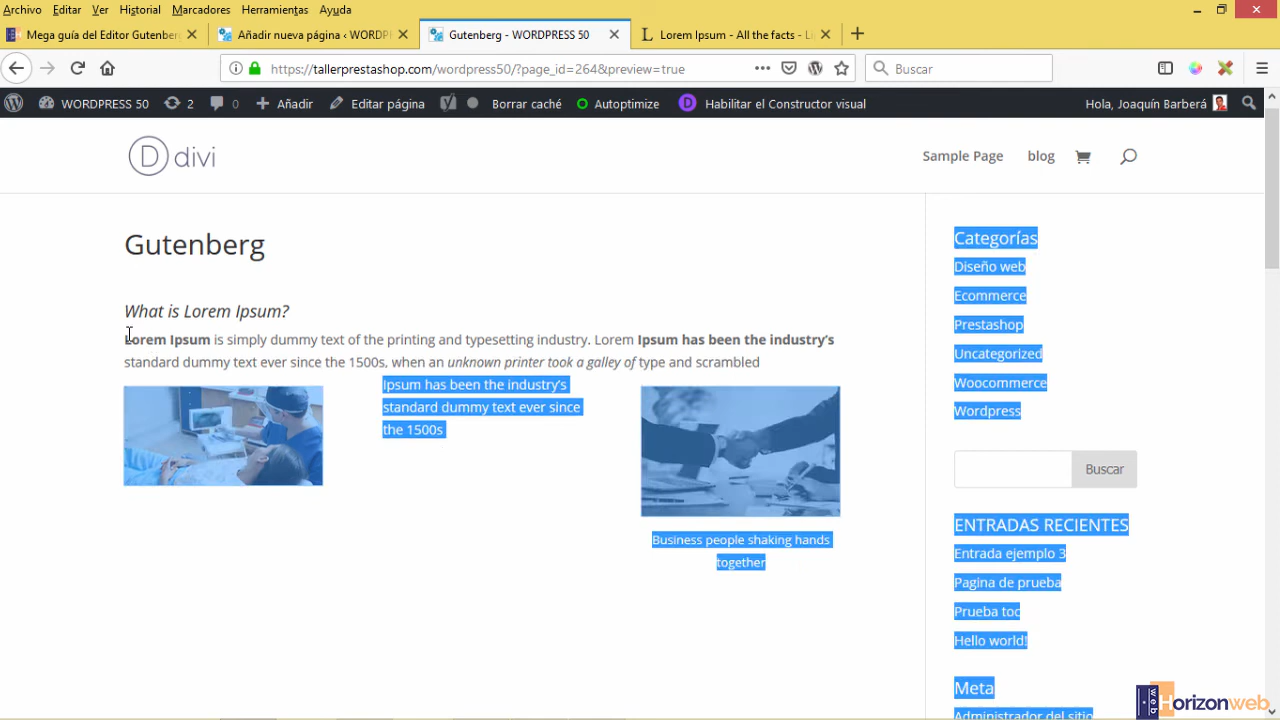 Archivo Editar Ver Historial Marcadores Herramientas Ayuda
Mega guía del Editor Gutenberg
Añadir nueva página ‹ WORDP
Gutenberg - WORDPRESS 50
Lorem Ipsum - All the facts - Li
https://tallerprestashop.com/wordpress50/?page_id=264&preview=true
Buscar
WORDPRESS 50 2 0 Añadir Editar página Borrar caché Autoptimize Habilitar el Constructor visual Hola, Joaquín Barberá
D divi
Sample Page blog
Gutenberg
What is Lorem Ipsum?
Lorem Ipsum is simply dummy text of the printing and typesetting industry. Lorem Ipsum has been the industry's
standard dummy text ever since the 1500s, when an unknown printer took a galley of type and scrambled
Ipsum has been the industry's
standard dummy text ever since
the 1500s
Business people shaking hands
together
Categorías
Diseño web
Ecommerce
Prestashop
Uncategorized
Woocommerce
Wordpress
Buscar
ENTRADAS RECIENTES
Entrada ejemplo 3
Pagina de prueba
Prueba toc
Hello world!
Meta
Administrador del sitio
web Horizonweb